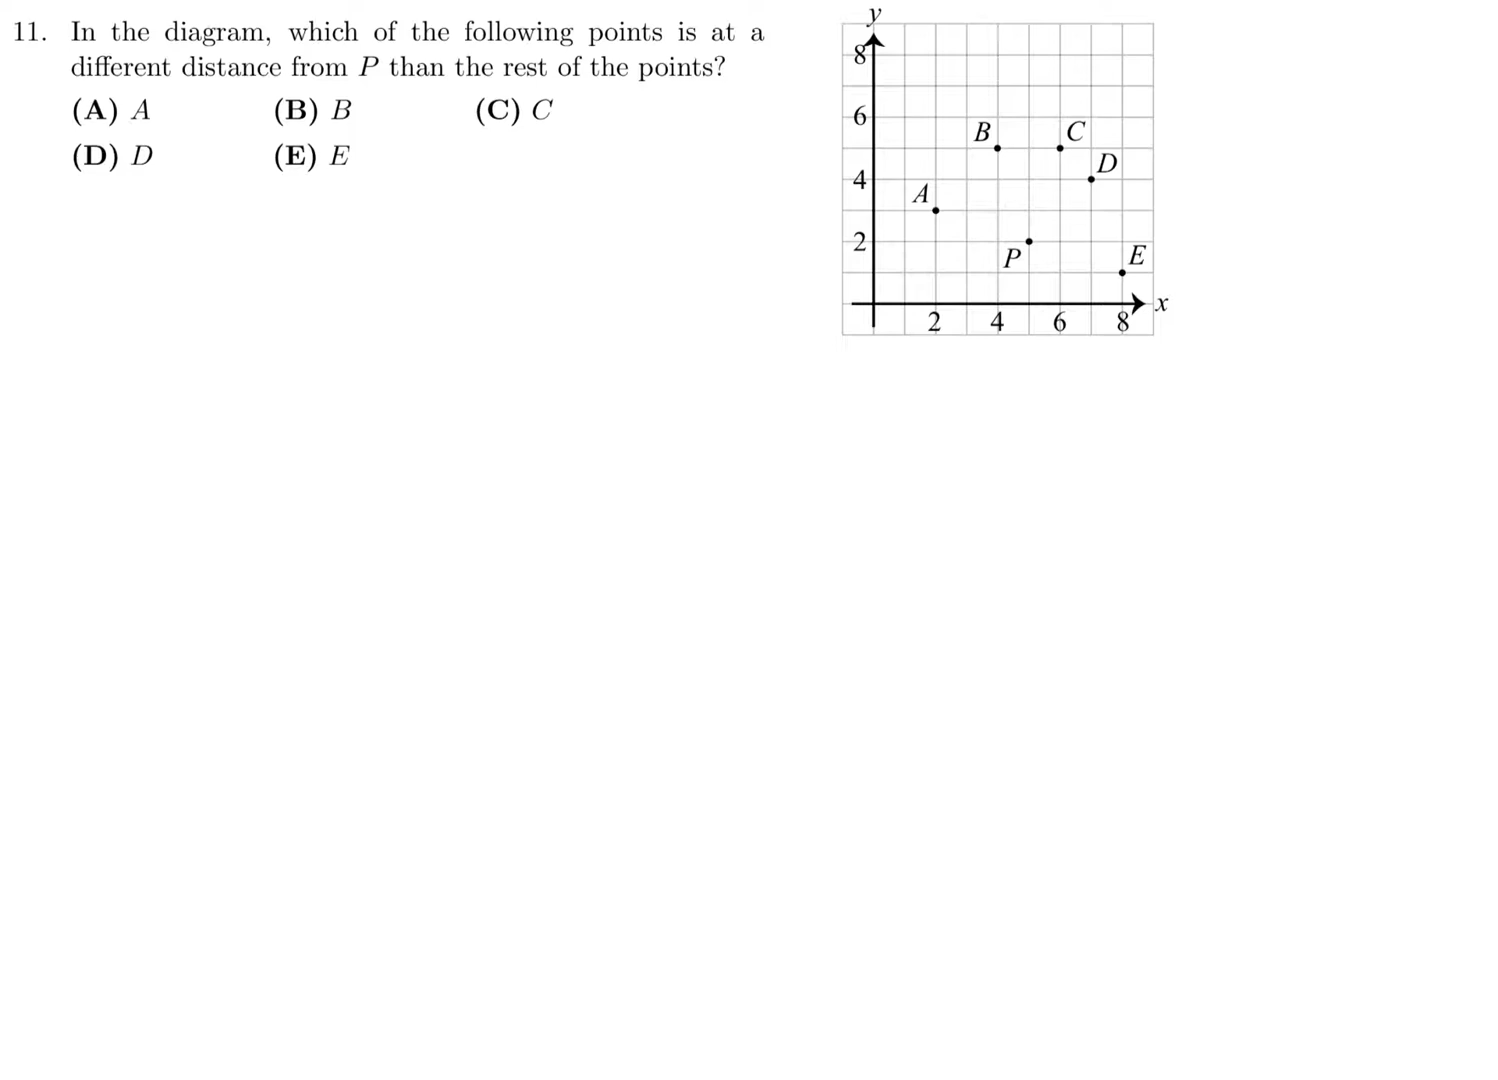 11. In the diagram, which of the following points is at a
different distance from P than the rest of the points?
(A) A (B) B (C) C
(D) D (E) E
y
8
6
B C
D
4
A
2
P E
x
2 4 6 8